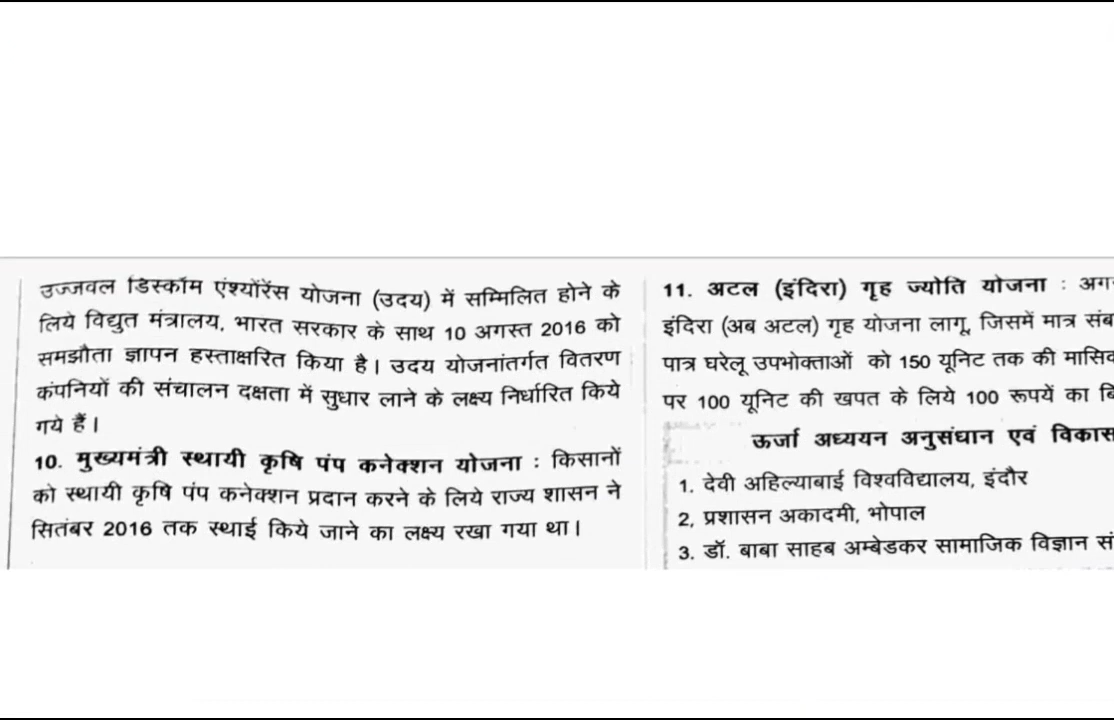 उज्जवल डिस्कॉम एंश्योरेंस योजना (उदय) में सम्मिलित होने के
लिये विद्युत मंत्रालय, भारत सरकार के साथ 10 अगस्त 2016 को
समझौता ज्ञापन हस्ताक्षरित किया है। उदय योजनांतर्गत वितरण
कंपनियों की संचालन दक्षता में सुधार लाने के लक्ष्य निर्धारित किये
गये हैं।
10. मुख्यमंत्री स्थायी कृषि पंप कनेक्शन योजना : किसानों
को स्थायी कृषि पंप कनेक्शन प्रदान करने के लिये राज्य शासन ने
सितंबर 2016 तक स्थाई किये जाने का लक्ष्य रखा गया था।
11. अटल (इंदिरा) गृह ज्योति योजना :
इंदिरा (अब अटल) गृह योजना लागू, जिसमें मात्र
पात्र घरेलू उपभोक्ताओं को 150 यूनिट तक की
पर 100 यूनिट की खपत के लिये 100 रूपयें का
ऊर्जा अध्ययन अनुसंधान एवं विकास
1. देवी अहिल्याबाई विश्वविद्यालय, इंदौर
2, प्रशासन अकादमी, भोपाल
3. डॉ. बाबा साहब अम्बेडकर सामाजिक विज्ञान